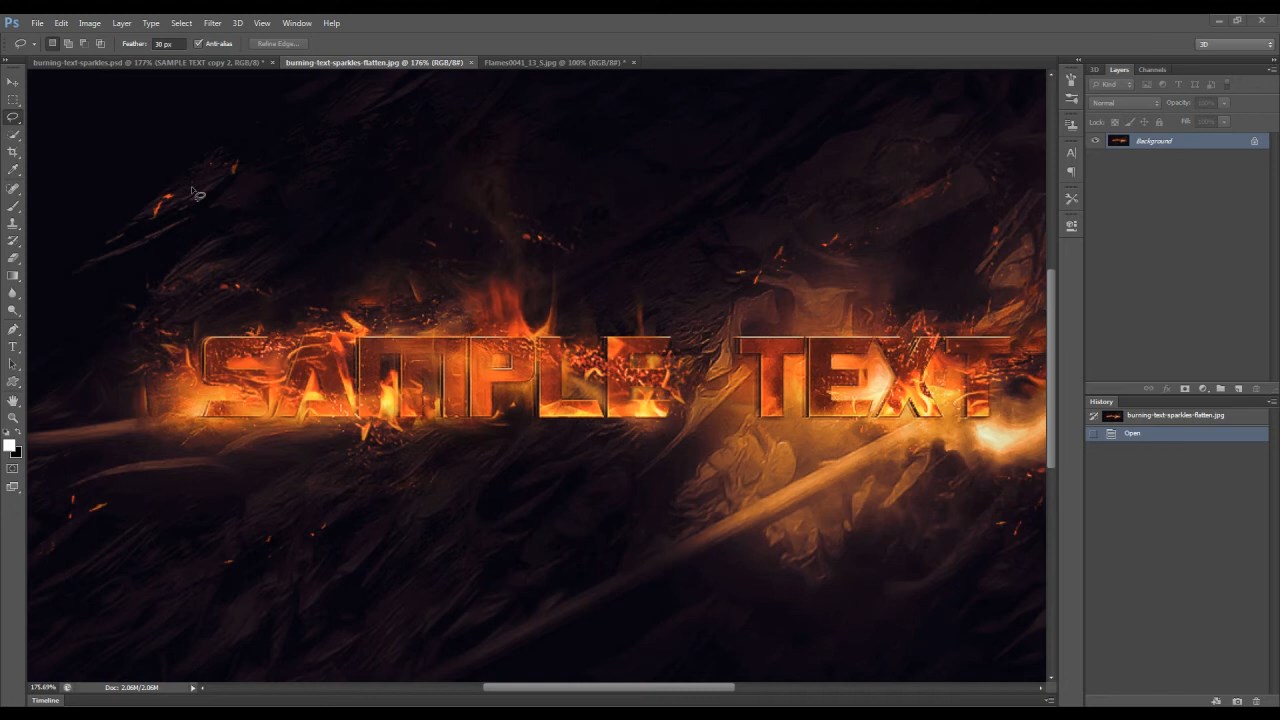 Ps File Edit Image Layer Type Select Filter 3D View Window Help
Feather: 30 px Anti-alias Refine Edge... 3D
burning-text-sparkles.psd @ 177% (SAMPLE TEXT copy 2, RGB/8) * × burning-text-sparkles-flatten.jpg @ 176% (RGB/8#) × Flames0041_13_S.jpg @ 100% (RGB/8#) * ×
3D Layers Channels
Kind
Normal Opacity: 100%
Lock: Fill: 100%
Background
SAMPLE TEXT
History
burning-text-sparkles-flatten.jpg
Open
175.69% Doc: 2.06M/2.06M
Timeline